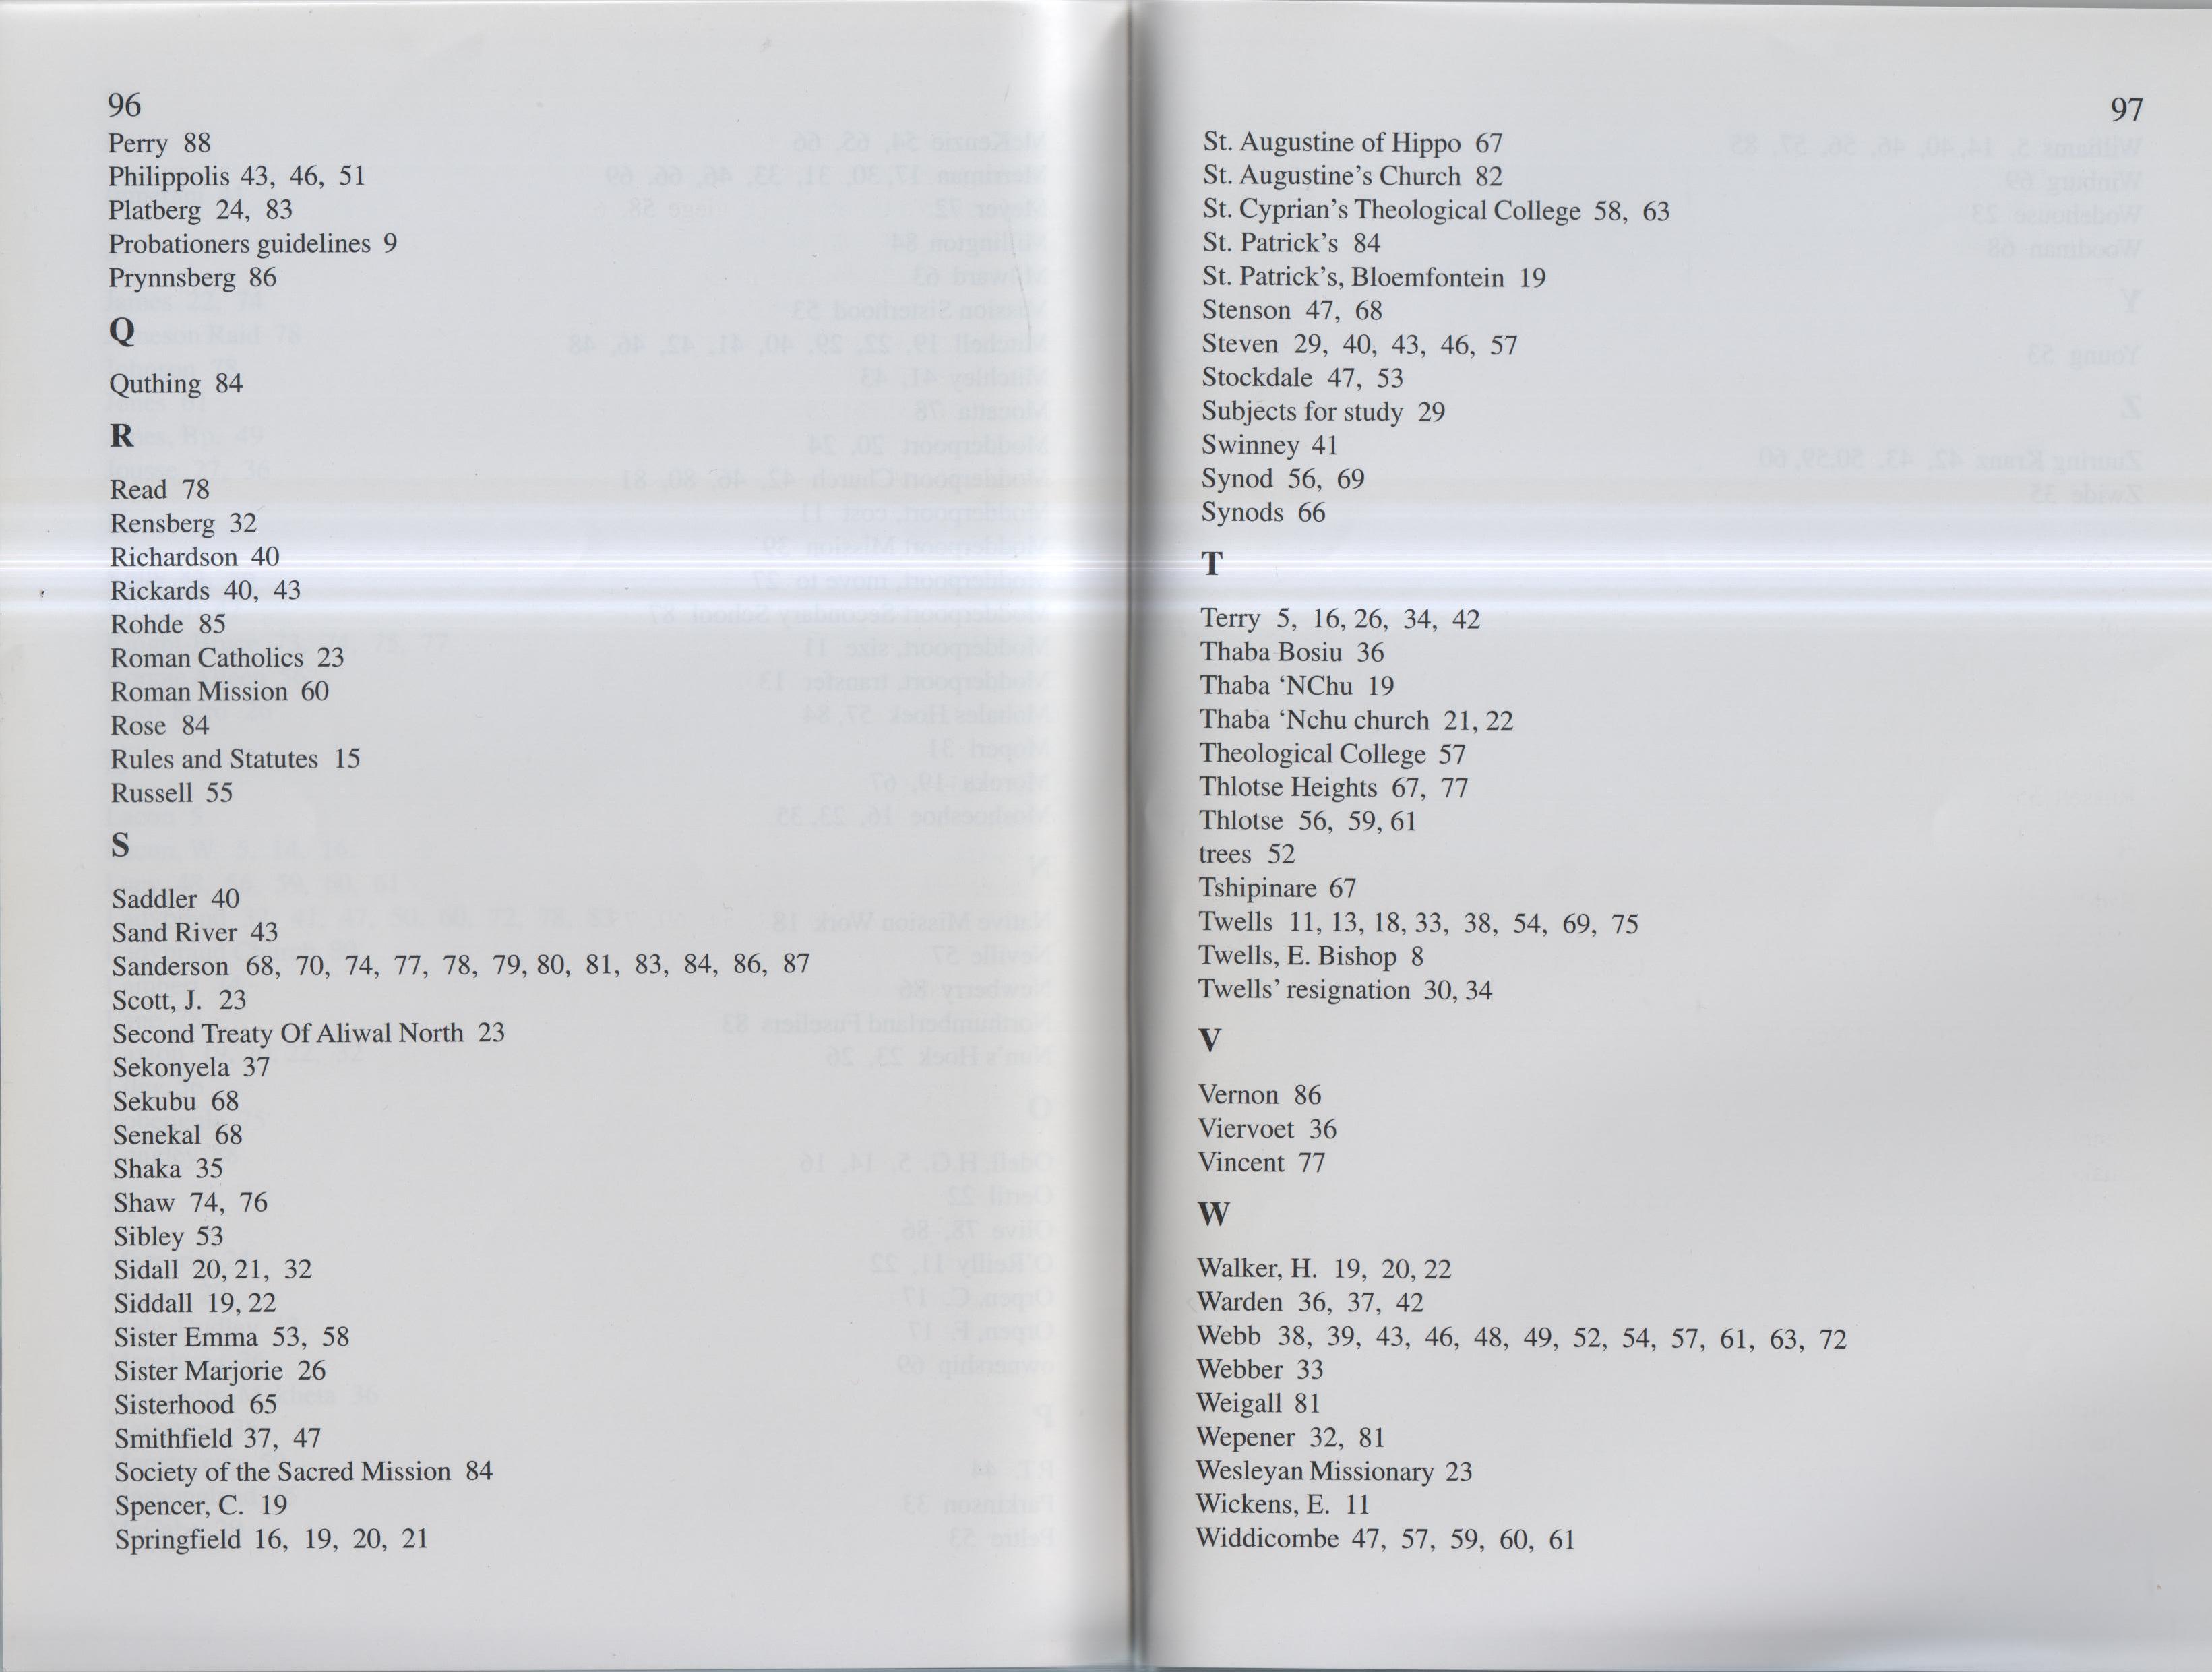 96
Perry 88
Philippolis 43, 46, 51
Platberg 24, 83
Probationers guidelines 9
Prynnsberg 86
Q
Quthing 84
R
Read 78
Rensberg 32
Richardson 40
Rickards 40, 43
Rohde 85
Roman Catholics 23
Roman Mission 60
Rose 84
Rules and Statutes 15
Russell 55
S
Saddler 40
Sand River 43
Sanderson 68, 70, 74, 77, 78, 79, 80, 81, 83, 84, 86, 87
Scott, J. 23
Second Treaty Of Aliwal North 23
Sekonyela 37
Sekubu 68
Senekal 68
Shaka 35
Shaw 74, 76
Sibley 53
Sidall 20, 21, 32
Siddall 19, 22
Sister Emma 53, 58
Sister Marjorie 26
Sisterhood 65
Smithfield 37, 47
Society of the Sacred Mission 84
Spencer, C. 19
Springfield 16, 19, 20, 21
97
St. Augustine of Hippo 67
St. Augustine’s Church 82
St. Cyprian’s Theological College 58, 63
St. Patrick’s 84
St. Patrick’s, Bloemfontein 19
Stenson 47, 68
Steven 29, 40, 43, 46, 57
Stockdale 47, 53
Subjects for study 29
Swinney 41
Synod 56, 69
Synods 66
T
Terry 5, 16, 26, 34, 42
Thaba Bosiu 36
Thaba ‘NChu 19
Thaba ‘Nchu church 21, 22
Theological College 57
Thlotse Heights 67, 77
Thlotse 56, 59, 61
trees 52
Tshipinare 67
Twells 11, 13, 18, 33, 38, 54, 69, 75
Twells, E. Bishop 8
Twells’ resignation 30, 34
V
Vernon 86
Viervoet 36
Vincent 77
W
Walker, H. 19, 20, 22
Warden 36, 37, 42
Webb 38, 39, 43, 46, 48, 49, 52, 54, 57, 61, 63, 72
Webber 33
Weigall 81
Wepener 32, 81
Wesleyan Missionary 23
Wickens, E. 11
Widdicombe 47, 57, 59, 60, 61